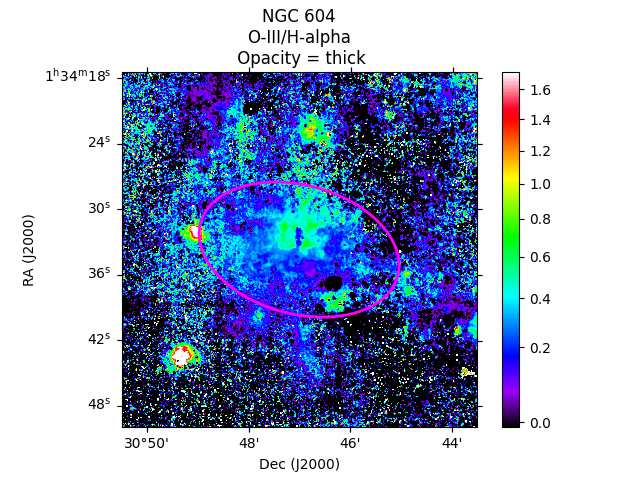 NGC 604
O-III/H-alpha
Opacity = thick
1h34m18s
24s
30s
36s
42s
48s
RA (J2000)
30°50'
48'
46'
44'
Dec (J2000)
1.6
1.4
1.2
1.0
0.8
0.6
0.4
0.2
0.0